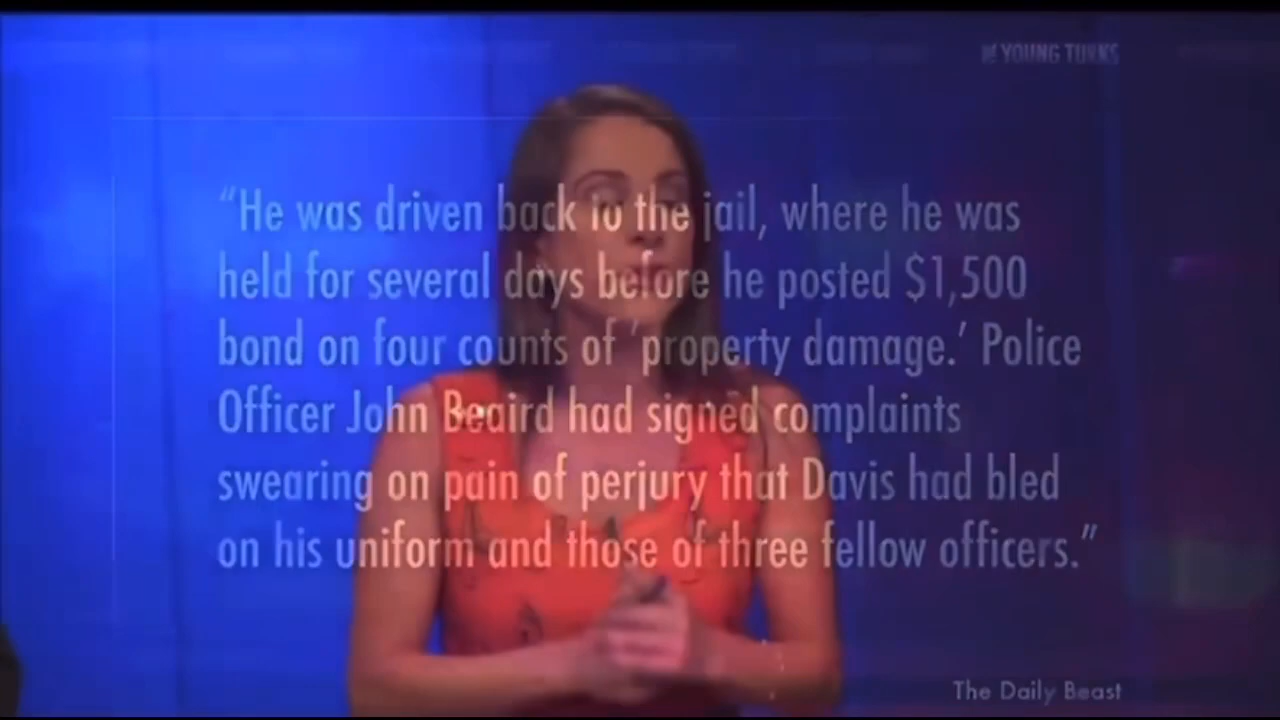 YOUNG TURKS
“He was driven back to the jail, where he was
held for several days before he posted $1,500
bond on four counts of ‘property damage.’ Police
Officer John Beaird had signed complaints
swearing on pain of perjury that Davis had bled
on his uniform and those of three fellow officers.”
The Daily Beast